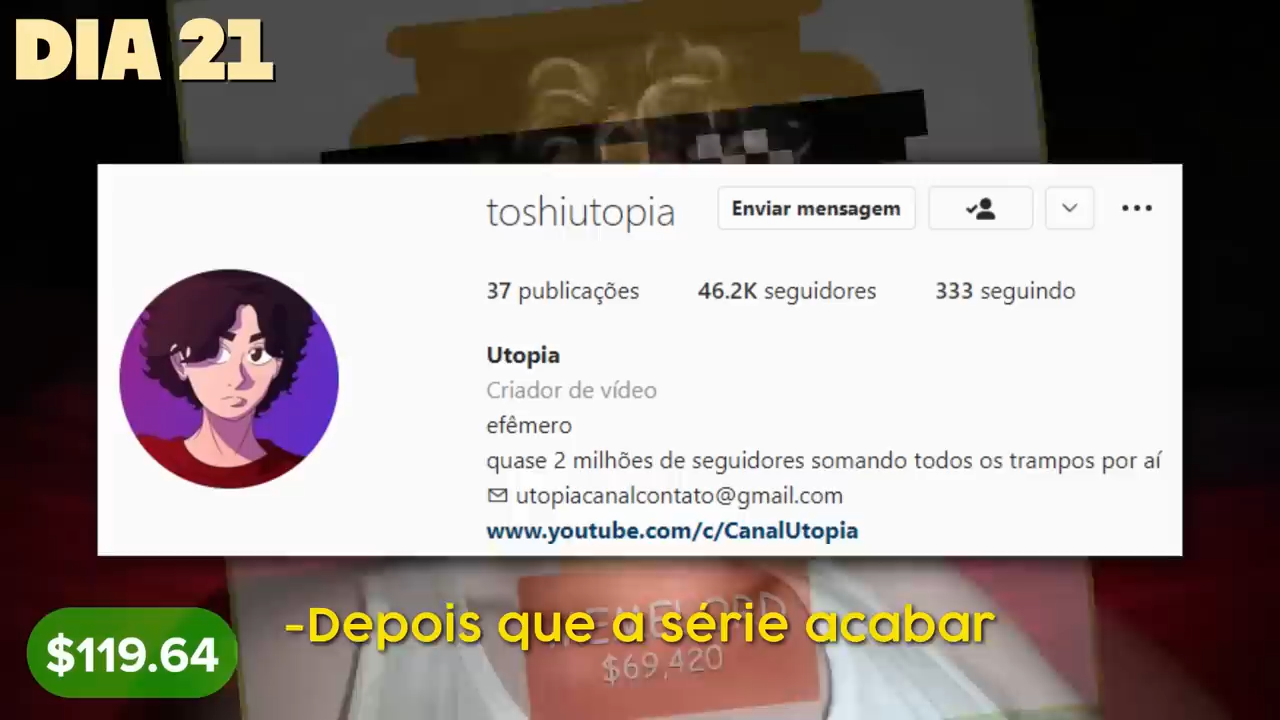 DIA 21
toshiutopia
Enviar mensagem
37 publicações 46.2K seguidores 333 seguindo
Utopia
Criador de vídeo
efêmero
quase 2 milhões de seguidores somando todos os trampos por aí
utopiacanalcontato@gmail.com
www.youtube.com/c/CanalUtopia
-Depois que a série acabar
$119.64
MEMELORD
$69,420